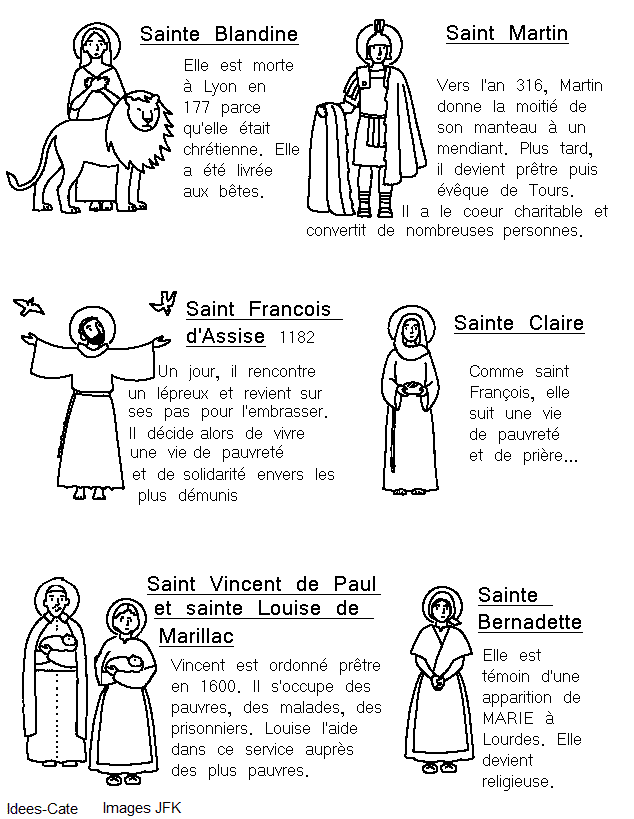 Sainte Blandine
Elle est morte
à Lyon en
177 parce
qu'elle était
chrétienne. Elle
a été livrée
aux bêtes.
Saint Martin
Vers l'an 316, Martin
donne la moitié de
son manteau à un
mendiant. Plus tard,
il devient prêtre puis
évêque de Tours.
Il a le coeur charitable et
convertit de nombreuses personnes.
Saint Francois
d'Assise 1182
Un jour, il rencontre
un lépreux et revient sur
ses pas pour l'embrasser.
Il décide alors de vivre
une vie de pauvreté
et de solidarité envers les
plus démunis
Sainte Claire
Comme saint
François, elle
suit une vie
de pauvreté
et de prière...
Saint Vincent de Paul
et sainte Louise de
Marillac
Vincent est ordonné prêtre
en 1600. Il s'occupe des
pauvres, des malades, des
prisonniers. Louise l'aide
dans ce service auprès
des plus pauvres.
Sainte
Bernadette
Elle est
témoin d'une
apparition de
MARIE à
Lourdes. Elle
devient
religieuse.
Idees-Cate Images JFK